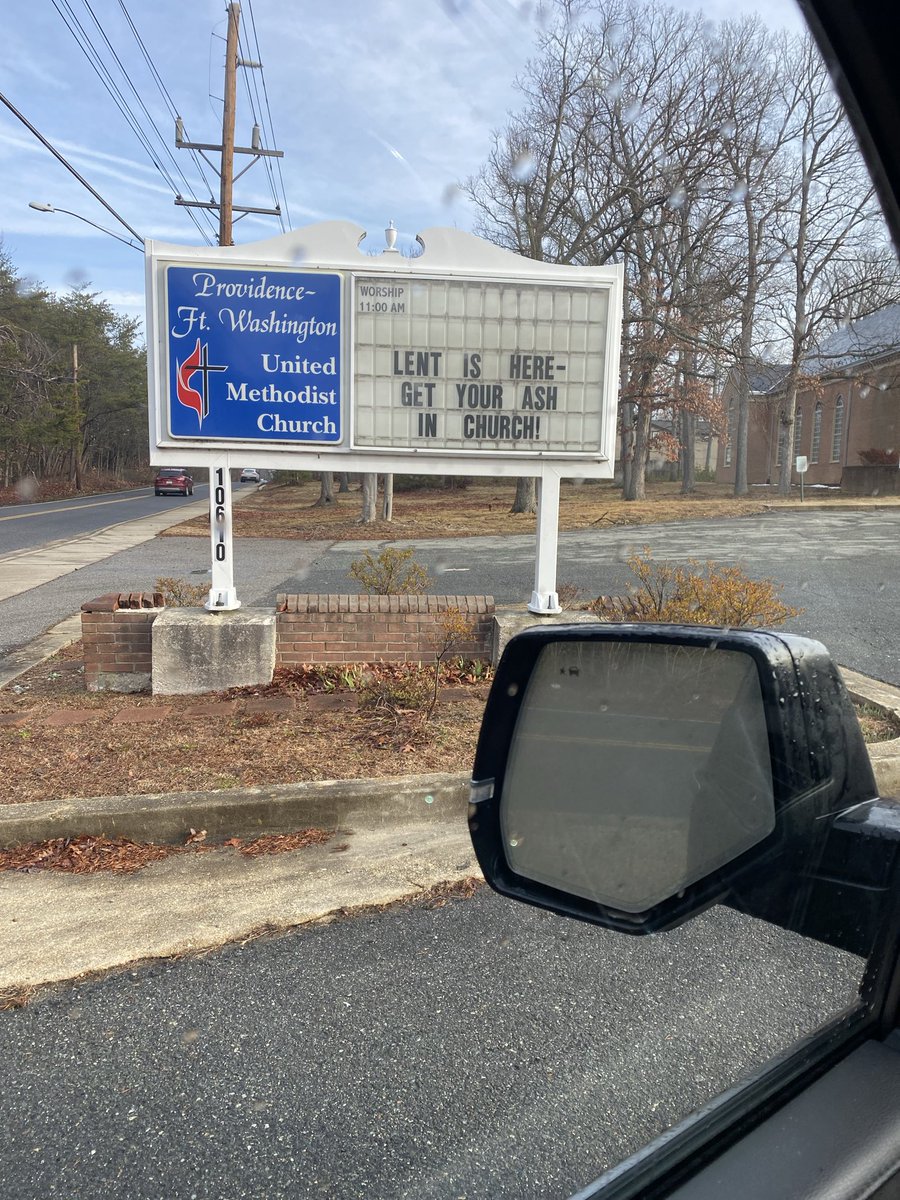 Providence~
Ft. Washington
United
Methodist
Church
WORSHIP
11:00 AM
LENT IS HERE-
GET YOUR ASH
IN CHURCH!
10610